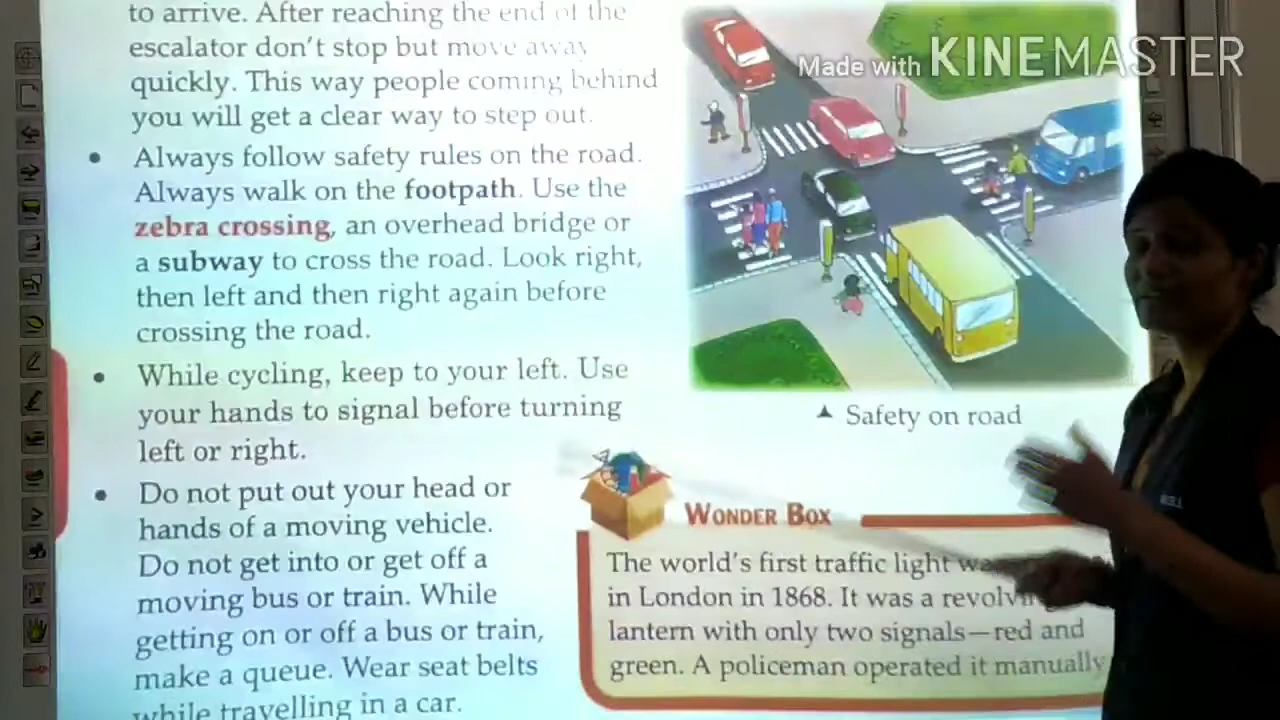 to arrive. After reaching the end of the
escalator don't stop but move away
quickly. This way people coming behind
you will get a clear way to step out.
• Always follow safety rules on the road.
Always walk on the footpath. Use the
zebra crossing, an overhead bridge or
a subway to cross the road. Look right,
then left and then right again before
crossing the road.
• While cycling, keep to your left. Use
your hands to signal before turning
left or right.
• Do not put out your head or
hands of a moving vehicle.
Do not get into or get off a
moving bus or train. While
getting on or off a bus or train,
make a queue. Wear seat belts
while travelling in a car.
Made with KINEMASTER
▲ Safety on road
WONDER BOX
The world's first traffic light
in London in 1868. It was a
lantern with only two signals—red and
green. A policeman operated it manually